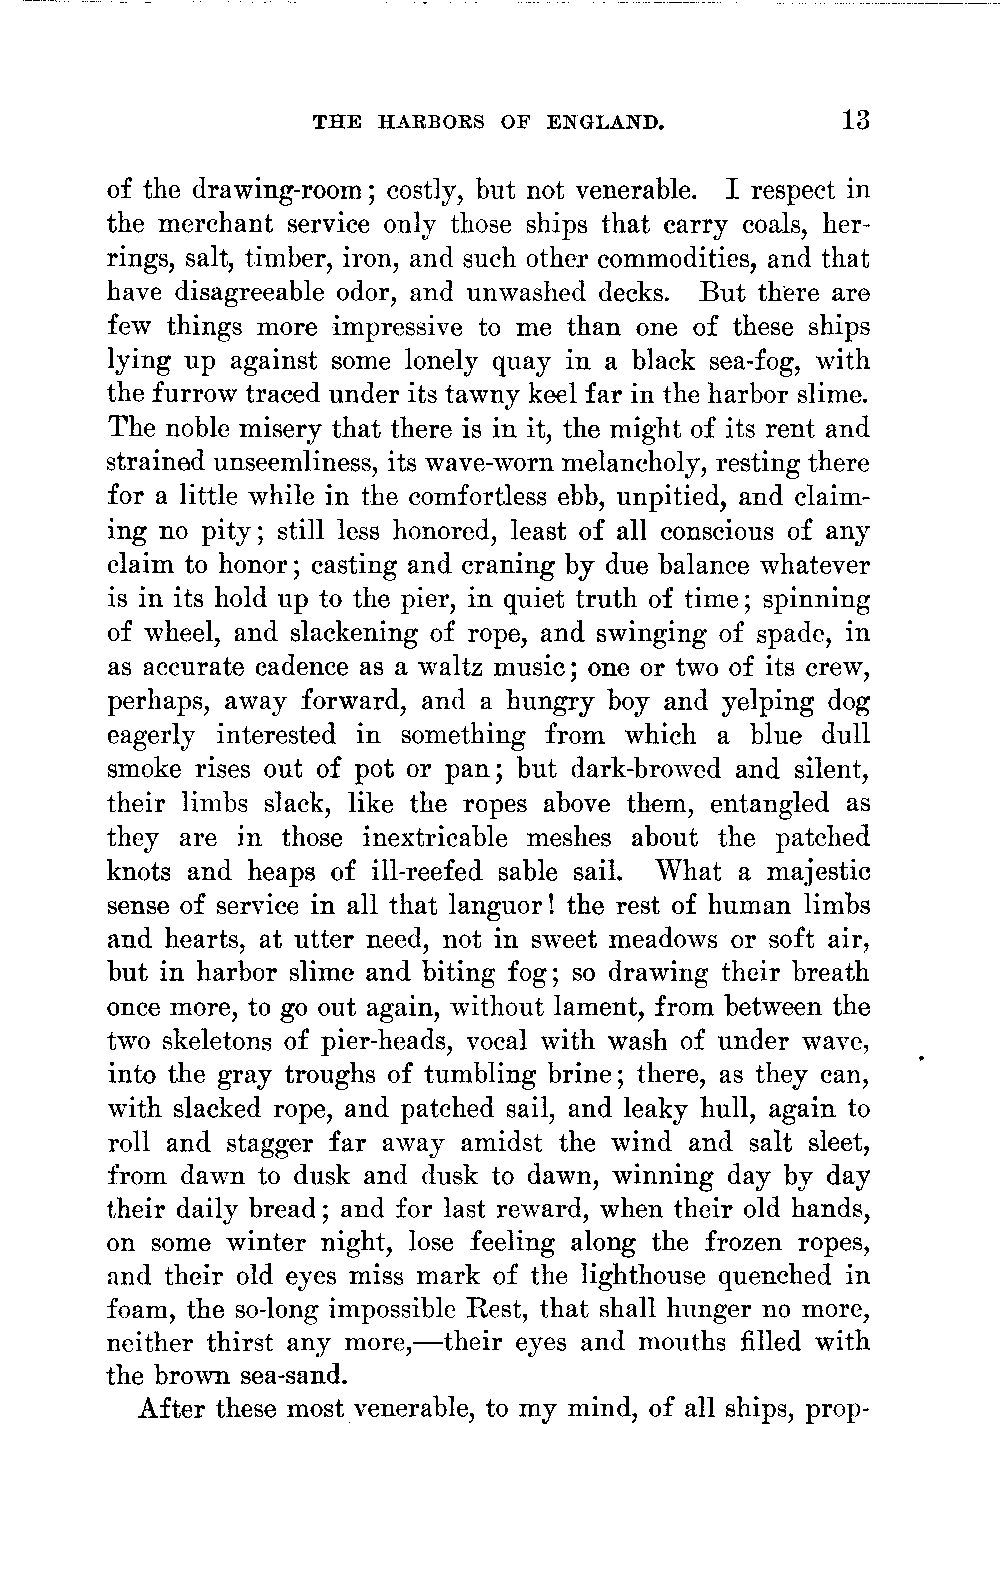 THE HARBORS OF ENGLAND. 13
of the drawing-room; costly, but not venerable. I respect in
the merchant service only those ships that carry coals, her-
rings, salt, timber, iron, and such other commodities, and that
have disagreeable odor, and unwashed decks. But there are
few things more impressive to me than one of these ships
lying up against some lonely quay in a black sea-fog, with
the furrow traced under its tawny keel far in the harbor slime.
The noble misery that there is in it, the might of its rent and
strained unseemliness, its wave-worn melancholy, resting there
for a little while in the comfortless ebb, unpitied, and claim-
ing no pity; still less honored, least of all conscious of any
claim to honor; casting and craning by due balance whatever
is in its hold up to the pier, in quiet truth of time; spinning
of wheel, and slackening of rope, and swinging of spade, in
as accurate cadence as a waltz music; one or two of its crew,
perhaps, away forward, and a hungry boy and yelping dog
eagerly interested in something from which a blue dull
smoke rises out of pot or pan; but dark-browed and silent,
their limbs slack, like the ropes above them, entangled as
they are in those inextricable meshes about the patched
knots and heaps of ill-reefed sable sail. What a majestic
sense of service in all that languor! the rest of human limbs
and hearts, at utter need, not in sweet meadows or soft air,
but in harbor slime and biting fog; so drawing their breath
once more, to go out again, without lament, from between the
two skeletons of pier-heads, vocal with wash of under wave,
into the gray troughs of tumbling brine; there, as they can,
with slacked rope, and patched sail, and leaky hull, again to
roll and stagger far away amidst the wind and salt sleet,
from dawn to dusk and dusk to dawn, winning day by day
their daily bread; and for last reward, when their old hands,
on some winter night, lose feeling along the frozen ropes,
and their old eyes miss mark of the lighthouse quenched in
foam, the so-long impossible Rest, that shall hunger no more,
neither thirst any more,—their eyes and mouths filled with
the brown sea-sand.
After these most venerable, to my mind, of all ships, prop-